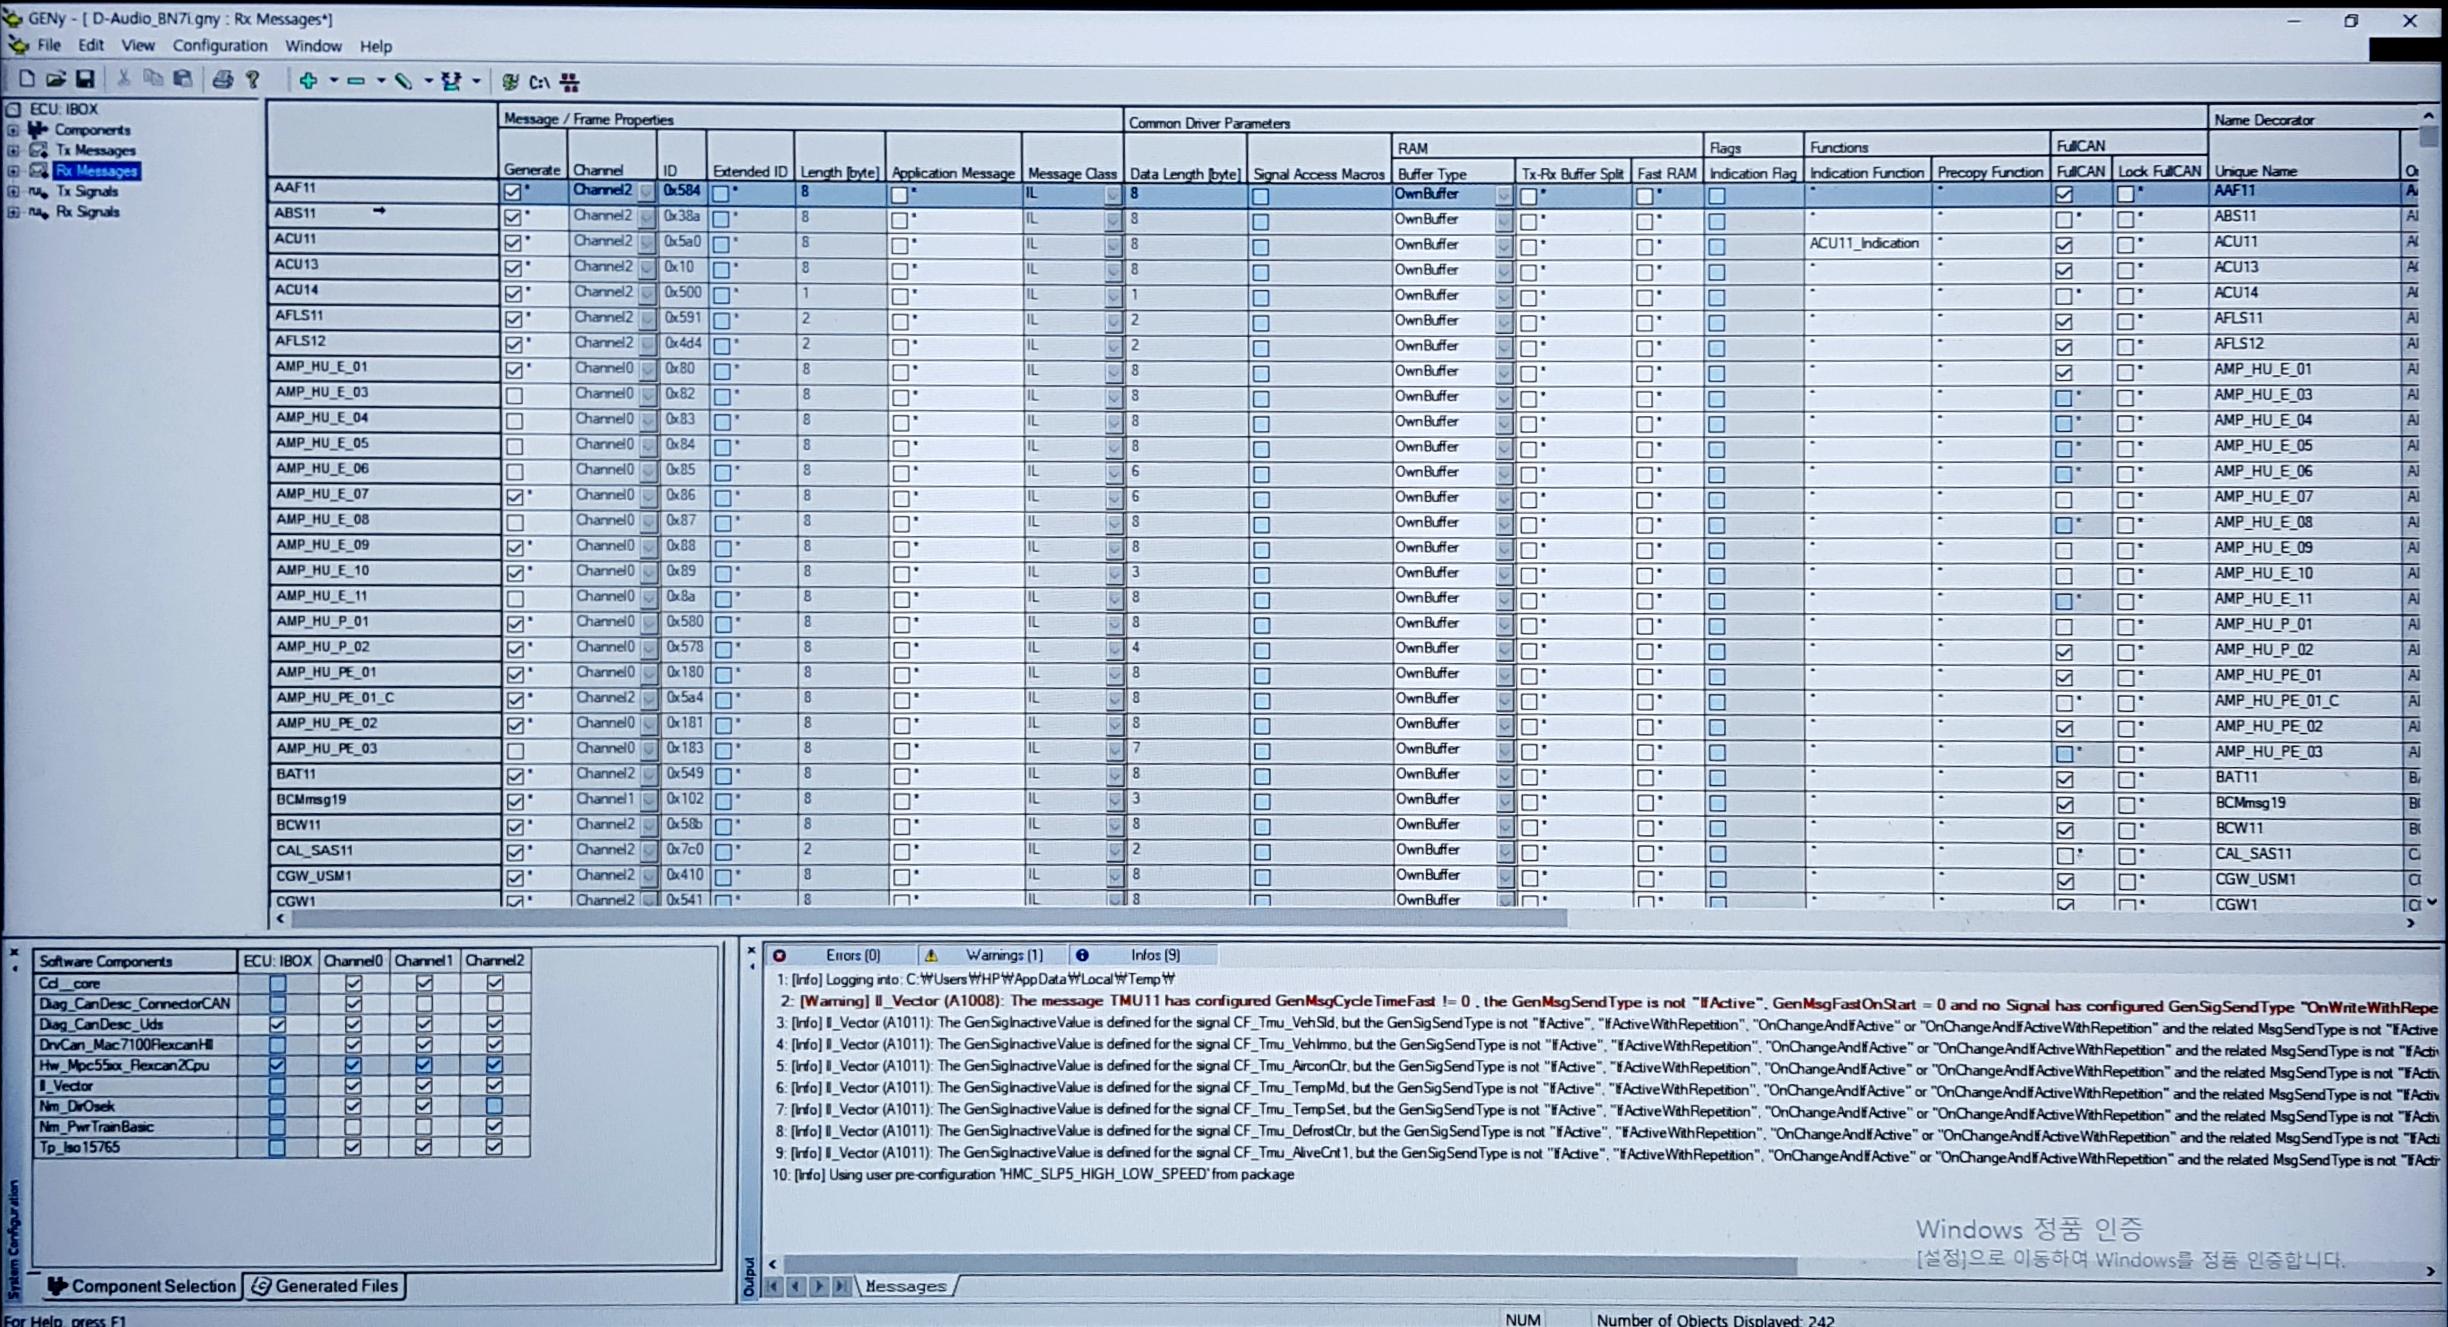 GENy - [ D-Audio_BN7i.gny : Rx Messages*]
File Edit View Configuration Window Help
C:\
ECU: IBOX
Components
Tx Messages
Rx Messages
Tx Signals
Rx Signals
Message / Frame Properties Common Driver Parameters Name Decorator
RAM Flags Functions FullCAN
Generate Channel ID Extended ID Length [byte] Application Message Message Class Data Length [byte] Signal Access Macros Buffer Type Tx-Rx Buffer Split Fast RAM Indication Flag Indication Function Precopy Function FullCAN Lock FullCAN Unique Name
AAF11 Channel2 0x584 8 IL 8 OwnBuffer AAF11
ABS11 Channel2 0x38a 8 IL 8 OwnBuffer ABS11
ACU11 Channel2 0x5a0 8 IL 8 OwnBuffer ACU11_Indication ACU11
ACU13 Channel2 0x10 8 IL 8 OwnBuffer ACU13
ACU14 Channel2 0x500 1 IL 1 OwnBuffer ACU14
AFLS11 Channel2 0x591 2 IL 2 OwnBuffer AFLS11
AFLS12 Channel2 0x4d4 2 IL 2 OwnBuffer AFLS12
AMP_HU_E_01 Channel0 0x80 8 IL 8 OwnBuffer AMP_HU_E_01
AMP_HU_E_03 Channel0 0x82 8 IL 8 OwnBuffer AMP_HU_E_03
AMP_HU_E_04 Channel0 0x83 8 IL 8 OwnBuffer AMP_HU_E_04
AMP_HU_E_05 Channel0 0x84 8 IL 8 OwnBuffer AMP_HU_E_05
AMP_HU_E_06 Channel0 0x85 8 IL 6 OwnBuffer AMP_HU_E_06
AMP_HU_E_07 Channel0 0x86 8 IL 6 OwnBuffer AMP_HU_E_07
AMP_HU_E_08 Channel0 0x87 8 IL 8 OwnBuffer AMP_HU_E_08
AMP_HU_E_09 Channel0 0x88 8 IL 8 OwnBuffer AMP_HU_E_09
AMP_HU_E_10 Channel0 0x89 8 IL 3 OwnBuffer AMP_HU_E_10
AMP_HU_E_11 Channel0 0x8a 8 IL 8 OwnBuffer AMP_HU_E_11
AMP_HU_P_01 Channel0 0x580 8 IL 8 OwnBuffer AMP_HU_P_01
AMP_HU_P_02 Channel0 0x578 8 IL 4 OwnBuffer AMP_HU_P_02
AMP_HU_PE_01 Channel0 0x180 8 IL 8 OwnBuffer AMP_HU_PE_01
AMP_HU_PE_01_C Channel2 0x5a4 8 IL 8 OwnBuffer AMP_HU_PE_01_C
AMP_HU_PE_02 Channel0 0x181 8 IL 8 OwnBuffer AMP_HU_PE_02
AMP_HU_PE_03 Channel0 0x183 8 IL 7 OwnBuffer AMP_HU_PE_03
BAT11 Channel2 0x549 8 IL 8 OwnBuffer BAT11
BCMmsg19 Channel1 0x102 8 IL 3 OwnBuffer BCMmsg19
BCW11 Channel2 0x58b 8 IL 8 OwnBuffer BCW11
CAL_SAS11 Channel2 0x7c0 2 IL 2 OwnBuffer CAL_SAS11
CGW_USM1 Channel2 0x410 8 IL 8 OwnBuffer CGW_USM1
CGW1 Channel2 0x541 8 IL 8 OwnBuffer CGW1
System Configuration
Software Components ECU: IBOX Channel0 Channel1 Channel2
Ccl__core
Diag_CanDesc_ConnectorCAN
Diag_CanDesc_Uds
DrvCan_Mac7100FlexcanHll
Hw_Mpc55xx_Flexcan2Cpu
Il_Vector
Nm_DirOsek
Nm_PwrTrainBasic
Tp_Iso15765
Component Selection Generated Files
Output
Errors (0) Warnings (1) Infos (9)
1: [Info] Logging into: C:₩Users₩HP₩AppData₩Local₩Temp₩
2: [Warning] Il_Vector (A1008): The message TMU11 has configured GenMsgCycleTimeFast != 0 , the GenMsgSendType is not "IfActive", GenMsgFastOnStart = 0 and no Signal has configured GenSigSendType "OnWriteWithRepe
3: [Info] Il_Vector (A1011): The GenSigInactiveValue is defined for the signal CF_Tmu_VehSld, but the GenSigSendType is not "IfActive", "IfActiveWithRepetition", "OnChangeAndIfActive" or "OnChangeAndIfActiveWithRepetition" and the related MsgSendType is not "IfActive
4: [Info] Il_Vector (A1011): The GenSigInactiveValue is defined for the signal CF_Tmu_VehImmo, but the GenSigSendType is not "IfActive", "IfActiveWithRepetition", "OnChangeAndIfActive" or "OnChangeAndIfActiveWithRepetition" and the related MsgSendType is not "IfActi
5: [Info] Il_Vector (A1011): The GenSigInactiveValue is defined for the signal CF_Tmu_AirconCtr, but the GenSigSendType is not "IfActive", "IfActiveWithRepetition", "OnChangeAndIfActive" or "OnChangeAndIfActiveWithRepetition" and the related MsgSendType is not "IfActiv
6: [Info] Il_Vector (A1011): The GenSigInactiveValue is defined for the signal CF_Tmu_TempMd, but the GenSigSendType is not "IfActive", "IfActiveWithRepetition", "OnChangeAndIfActive" or "OnChangeAndIfActiveWithRepetition" and the related MsgSendType is not "IfActiv
7: [Info] Il_Vector (A1011): The GenSigInactiveValue is defined for the signal CF_Tmu_TempSet, but the GenSigSendType is not "IfActive", "IfActiveWithRepetition", "OnChangeAndIfActive" or "OnChangeAndIfActiveWithRepetition" and the related MsgSendType is not "IfActiv
8: [Info] Il_Vector (A1011): The GenSigInactiveValue is defined for the signal CF_Tmu_DefrostCtr, but the GenSigSendType is not "IfActive", "IfActiveWithRepetition", "OnChangeAndIfActive" or "OnChangeAndIfActiveWithRepetition" and the related MsgSendType is not "IfActi
9: [Info] Il_Vector (A1011): The GenSigInactiveValue is defined for the signal CF_Tmu_AliveCnt1, but the GenSigSendType is not "IfActive", "IfActiveWithRepetition", "OnChangeAndIfActive" or "OnChangeAndIfActiveWithRepetition" and the related MsgSendType is not "IfActi
10: [Info] Using user pre-configuration 'HMC_SLP5_HIGH_LOW_SPEED' from package
Windows 정품 인증
[설정]으로 이동하여 Windows를 정품 인증합니다.
Messages
For Help, press F1 NUM Number of Objects Displayed: 242